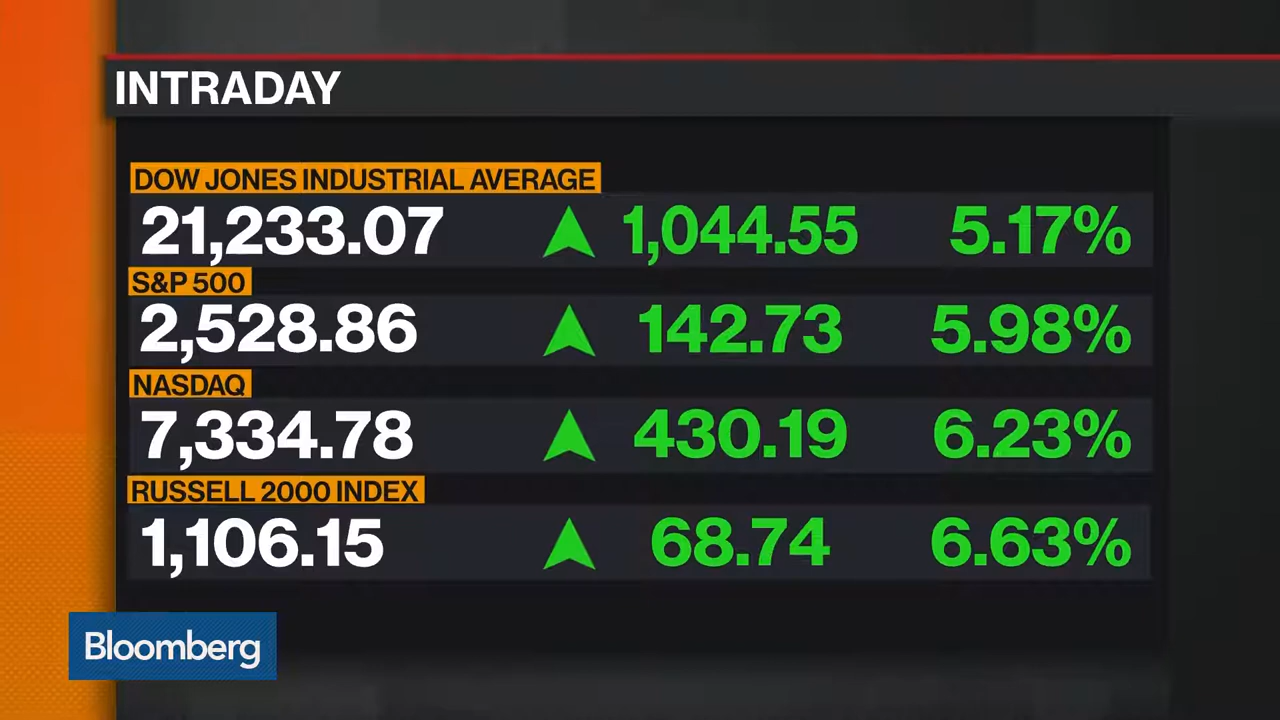 INTRADAY
DOW JONES INDUSTRIAL AVERAGE
21,233.07 ▲ 1,044.55 5.17%
S&P 500
2,528.86 ▲ 142.73 5.98%
NASDAQ
7,334.78 ▲ 430.19 6.23%
RUSSELL 2000 INDEX
1,106.15 ▲ 68.74 6.63%
Bloomberg